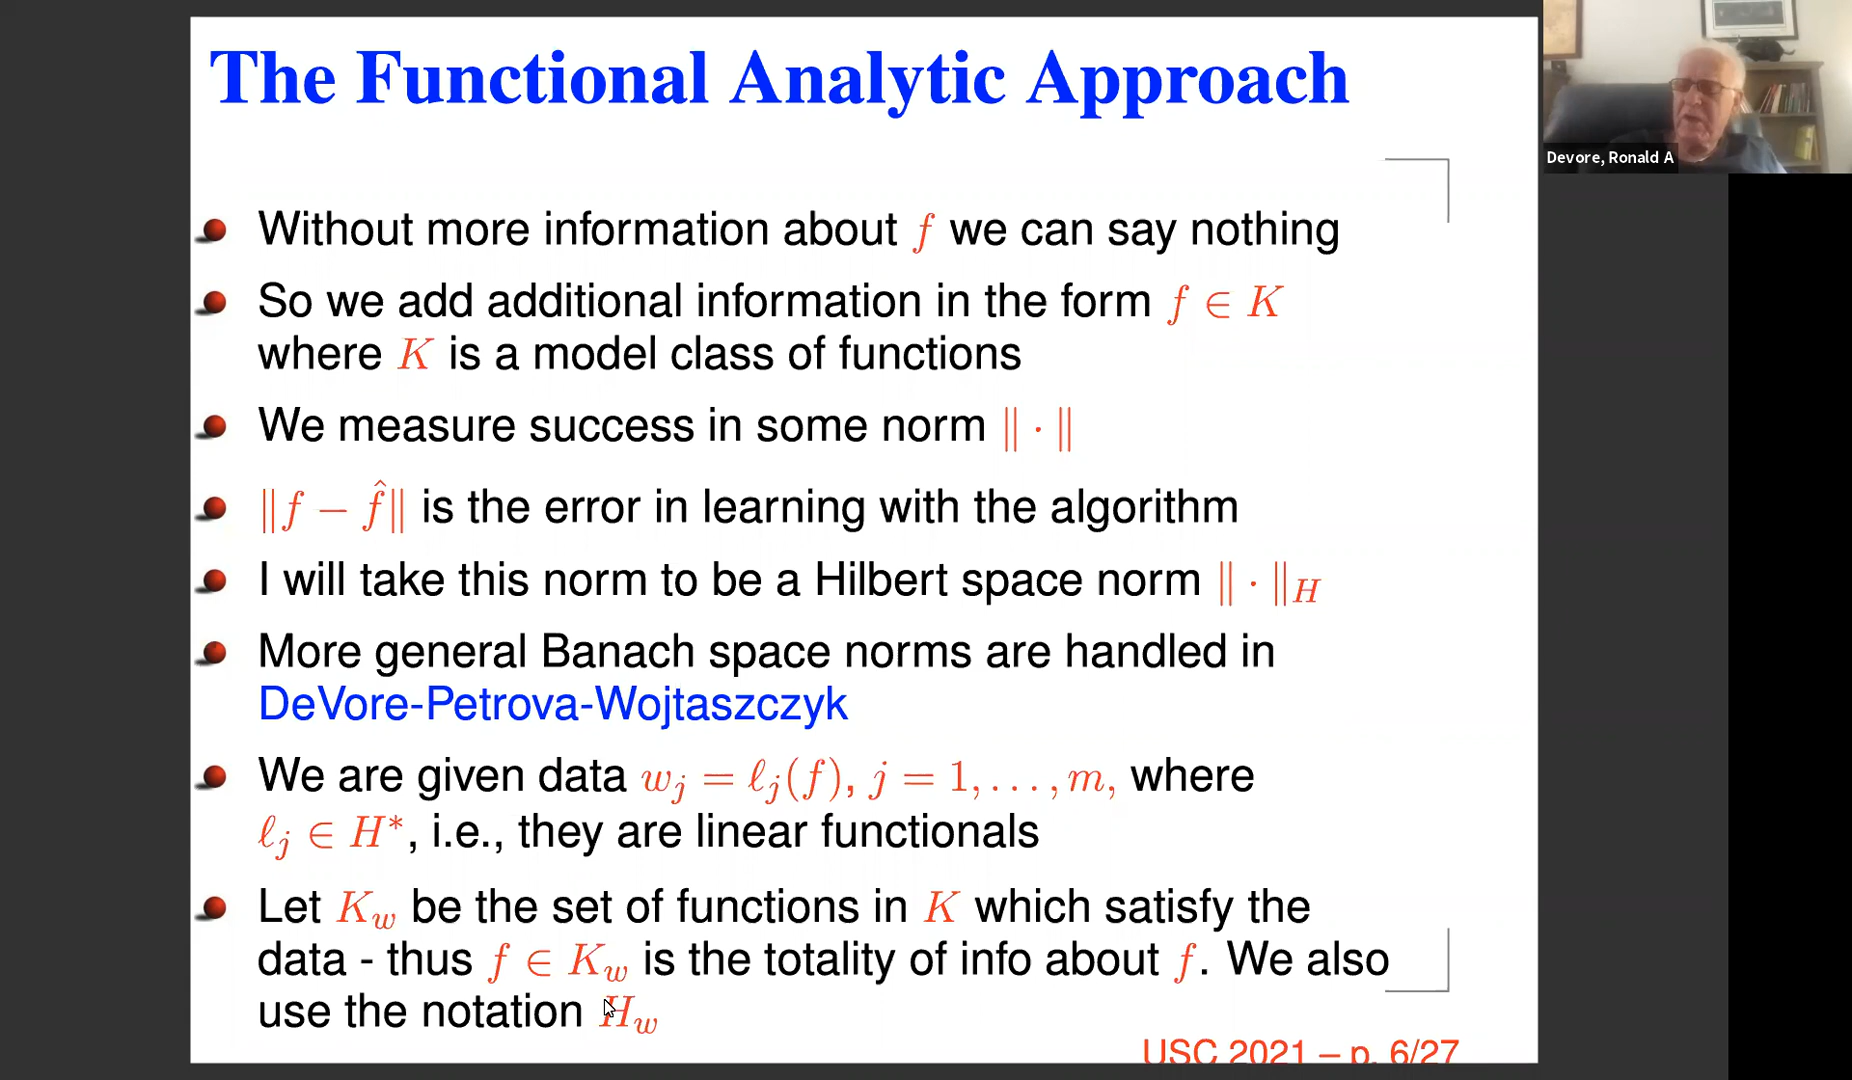 The Functional Analytic Approach
Without more information about f we can say nothing
So we add additional information in the form f ∈ K
where K is a model class of functions
We measure success in some norm ‖ · ‖
‖f − f̂‖ is the error in learning with the algorithm
I will take this norm to be a Hilbert space norm ‖ · ‖_H
More general Banach space norms are handled in
DeVore-Petrova-Wojtaszczyk
We are given data w_j = ℓ_j(f), j = 1, . . . , m, where
ℓ_j ∈ H*, i.e., they are linear functionals
Let K_w be the set of functions in K which satisfy the
data - thus f ∈ K_w is the totality of info about f. We also
use the notation H_w
USC 2021 – p. 6/27
Devore, Ronald A